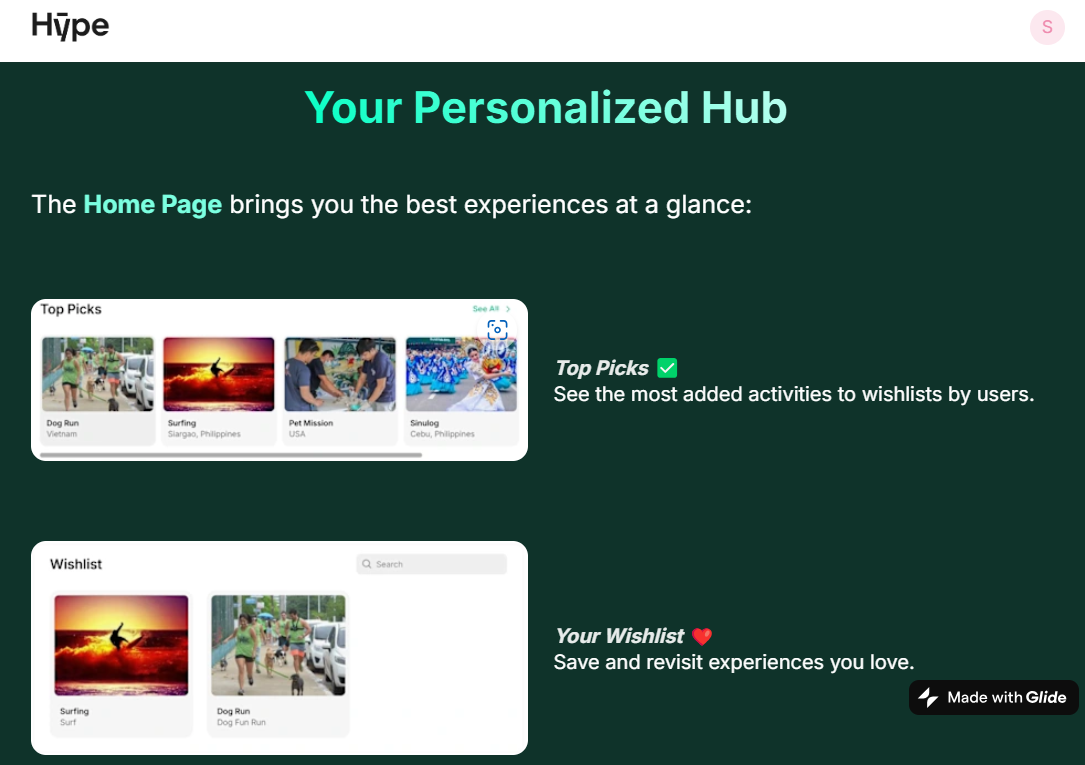 Hȳpe
S
Your Personalized Hub
The Home Page brings you the best experiences at a glance:
Top Picks
See All >
Dog Run
Vietnam
Surfing
Siargao, Philippines
Pet Mission
USA
Sinulog
Cebu, Philippines
Top Picks ✅
See the most added activities to wishlists by users.
Wishlist
Search
Surfing
Surf
Dog Run
Dog Fun Run
Your Wishlist ❤️
Save and revisit experiences you love.
Made with Glide